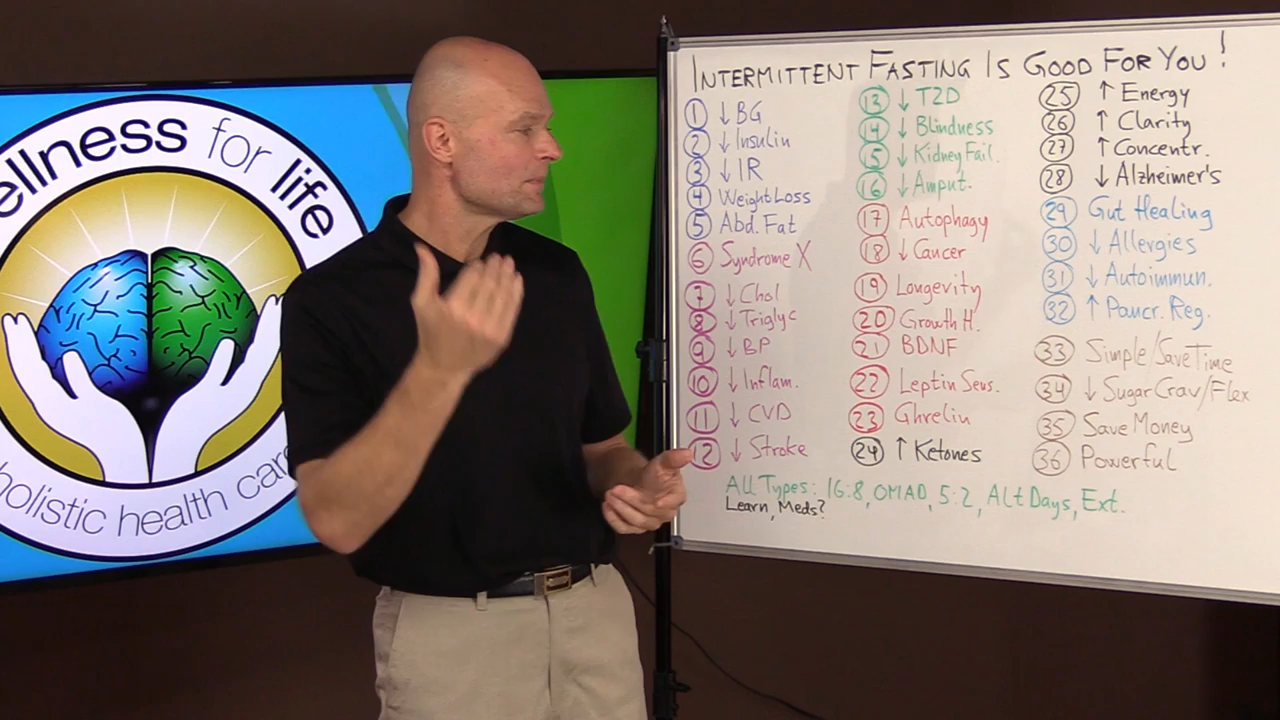 ellness for life
holistic health care
INTERMITTENT FASTING IS GOOD FOR YOU!
1 ↓ BG
2 ↓ Insulin
3 ↓ IR
4 Weight Loss
5 Abd. Fat
6 Syndrome X
7 ↓ Chol
8 ↓ Triglyc
9 ↓ BP
10 ↓ Inflam.
11 ↓ CVD
12 ↓ Stroke
13 ↓ T2D
14 ↓ Blindness
15 ↓ Kidney Fail.
16 ↓ Amput.
17 Autophagy
18 ↓ Cancer
19 Longevity
20 Growth H.
21 BDNF
22 Leptin Sens.
23 Ghrelin
24 ↑ Ketones
25 ↑ Energy
26 ↑ Clarity
27 ↑ Concentr.
28 ↓ Alzheimer's
29 Gut Healing
30 ↓ Allergies
31 ↓ Autoimmun.
32 ↑ Pancr. Reg.
33 Simple/Save Time
34 ↓ Sugar Crav/Flex
35 Save Money
36 Powerful
All Types: 16:8, OMAD, 5:2, Alt Days, Ext.
Learn, Meds?